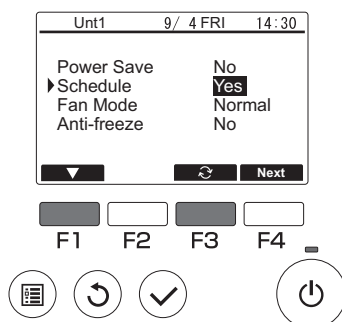 Unt1 9/ 4 FRI 14:30
Power Save No
Schedule Yes
Fan Mode Normal
Anti-freeze No
Next
F1 F2 F3 F4